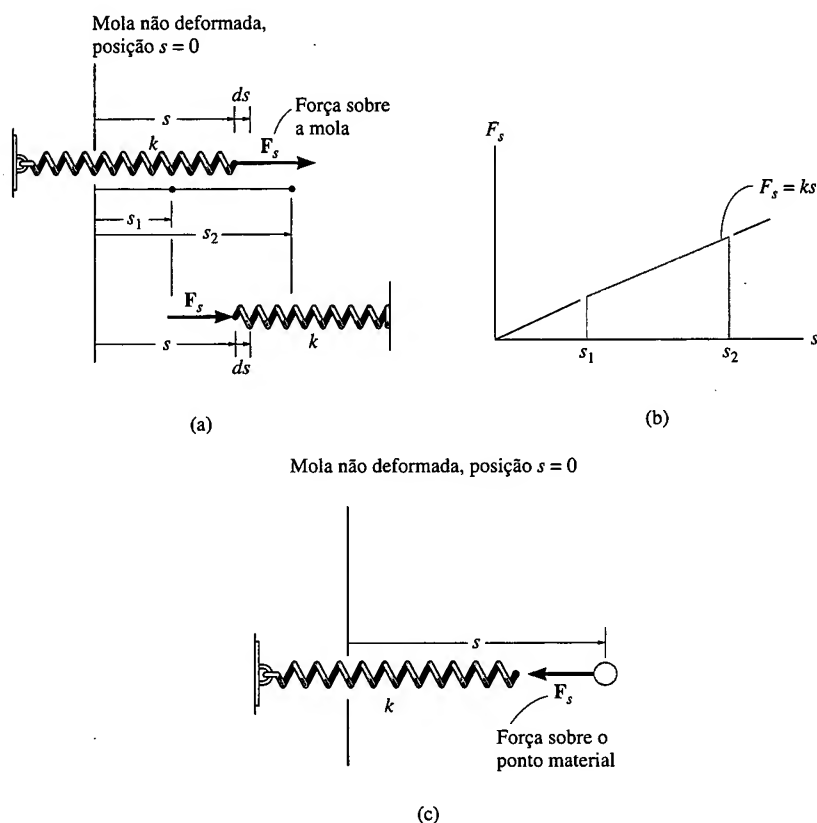 Mola não deformada,
posição s = 0
ds
s
Força sobre
a mola
k
F_s
s_1
s_2
F_s
s
k
ds
(a)
F_s
F_s = ks
s_1
s_2
s
(b)
Mola não deformada, posição s = 0
s
k
F_s
Força sobre o
ponto material
(c)